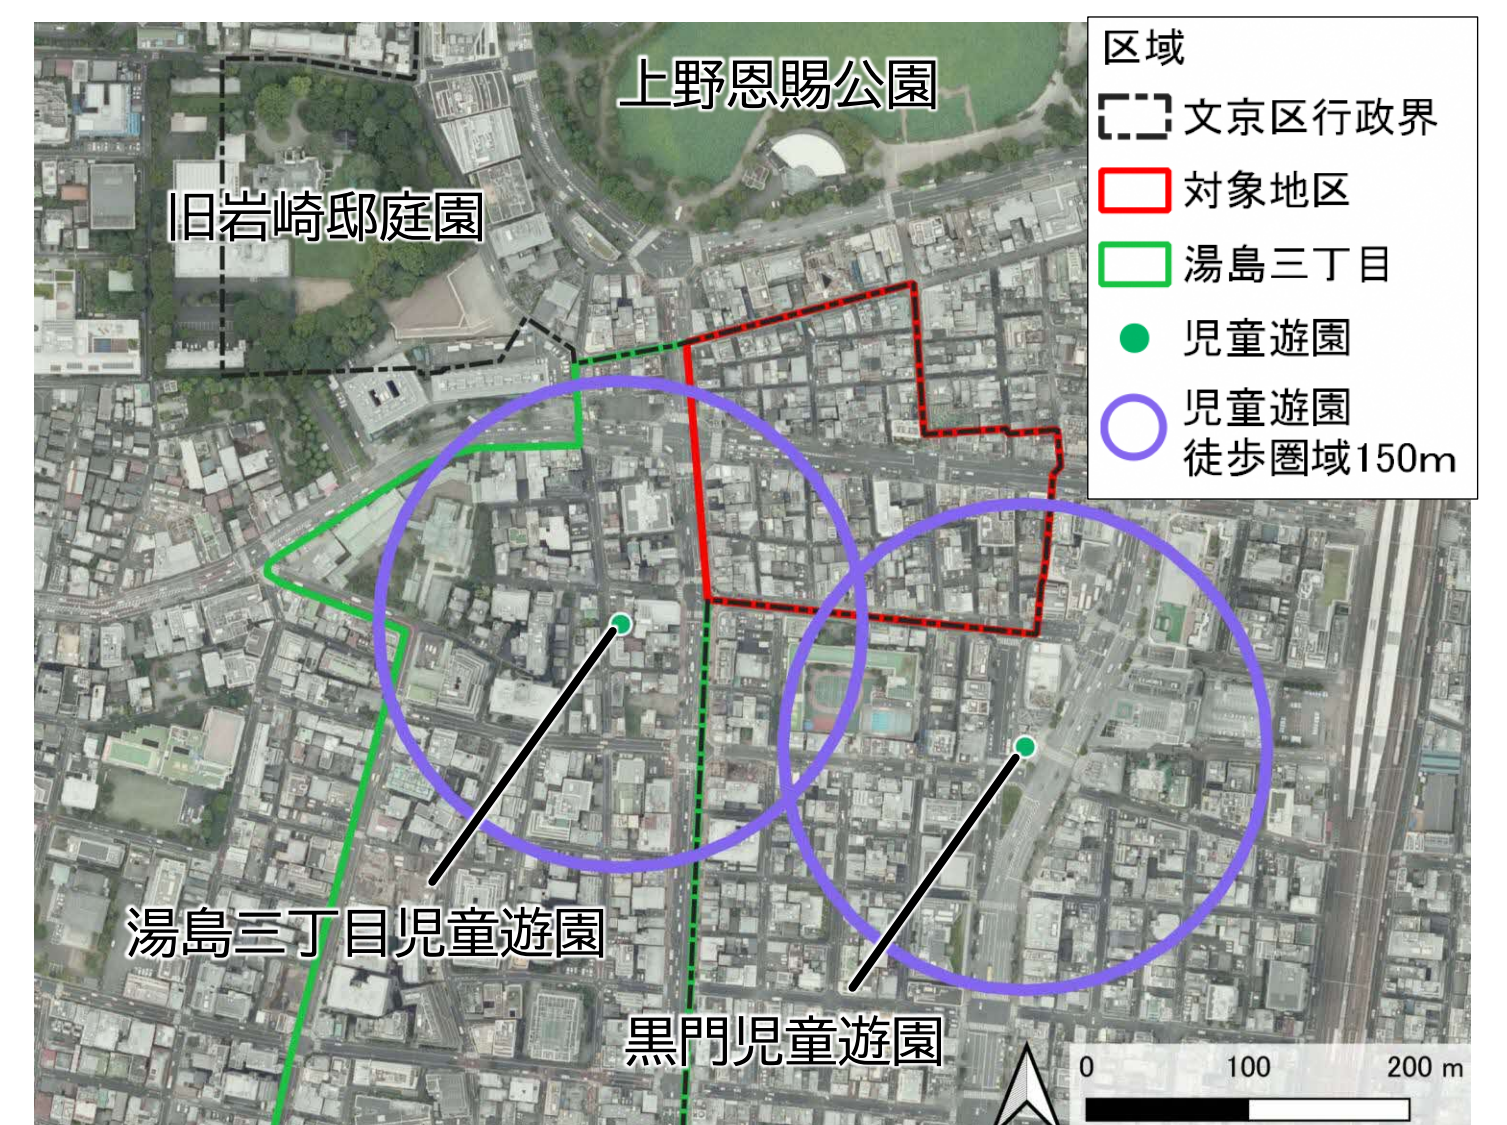 上野恩賜公園
旧岩崎邸庭園
区域
文京区行政界
対象地区
湯島三丁目
児童遊園
児童遊園
徒歩圏域150m
湯島三丁目児童遊園
黒門児童遊園
0 100 200 m